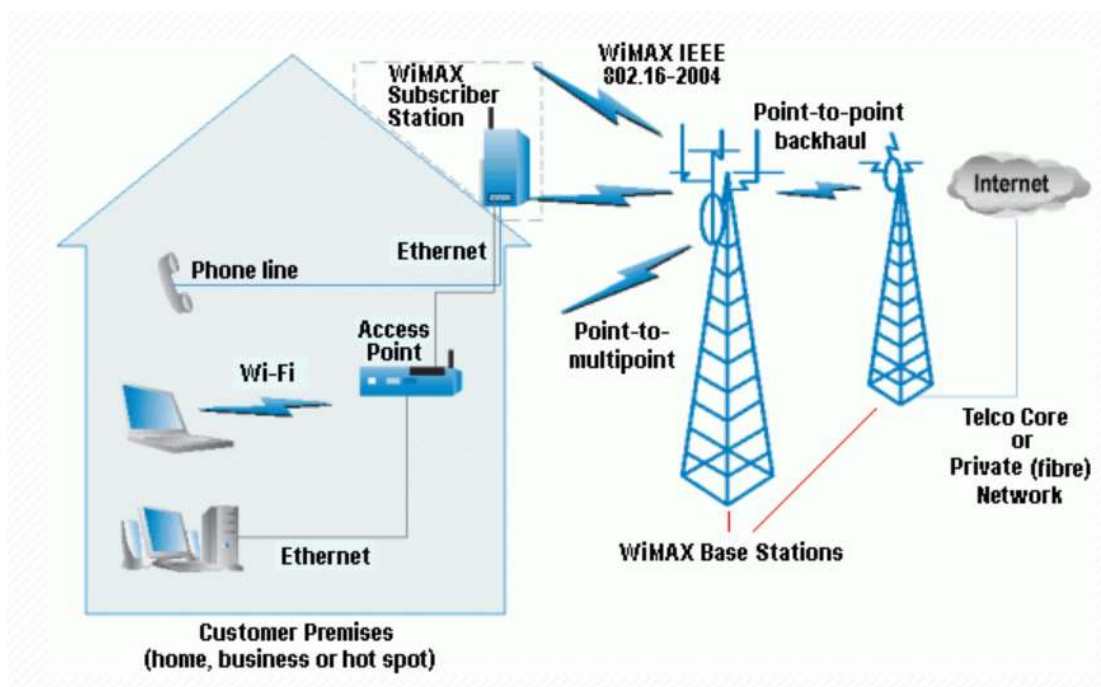 WiMAX IEEE
802.16-2004
WiMAX
Subscriber
Station
Point-to-point
backhaul
Internet
Ethernet
Phone line
Access
Point
Point-to-
multipoint
Wi-Fi
Telco Core
or
Private (fibre)
Network
Ethernet
WiMAX Base Stations
Customer Premises
(home, business or hot spot)